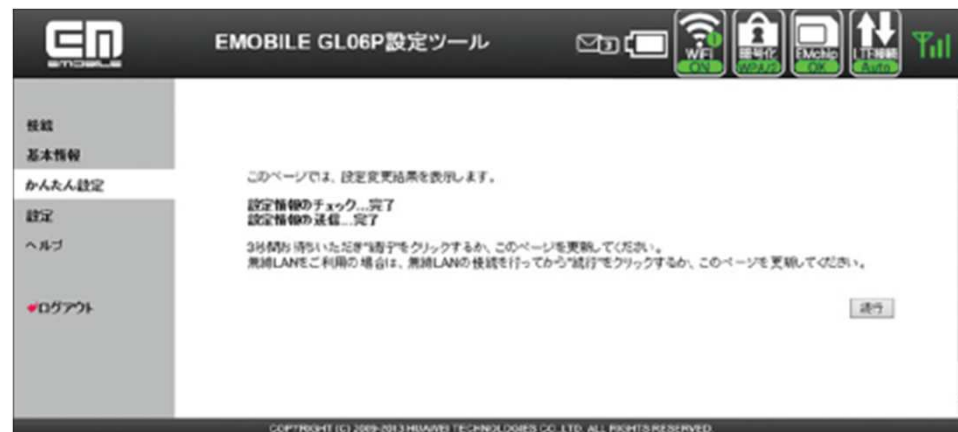 EM
EMOBILE
EMOBILE GL06P設定ツール
3
WiFi
ON
暗号化
WPA/2
EMchip
OK
LTE接続
Auto
接続
基本情報
かんたん設定
設定
ヘルプ
ログアウト
このページでは、設定変更結果を表示します。
設定情報のチェック...完了
設定情報の送信...完了
3秒間お待ちいただき"続行"をクリックするか、このページを更新してください。
無線LANをご利用の場合は、無線LANの接続を行ってから"続行"をクリックするか、このページを更新してください。
続行
COPYRIGHT (C) 2009-2013 HUAWEI TECHNOLOGIES CO. LTD. ALL RIGHTS RESERVED.